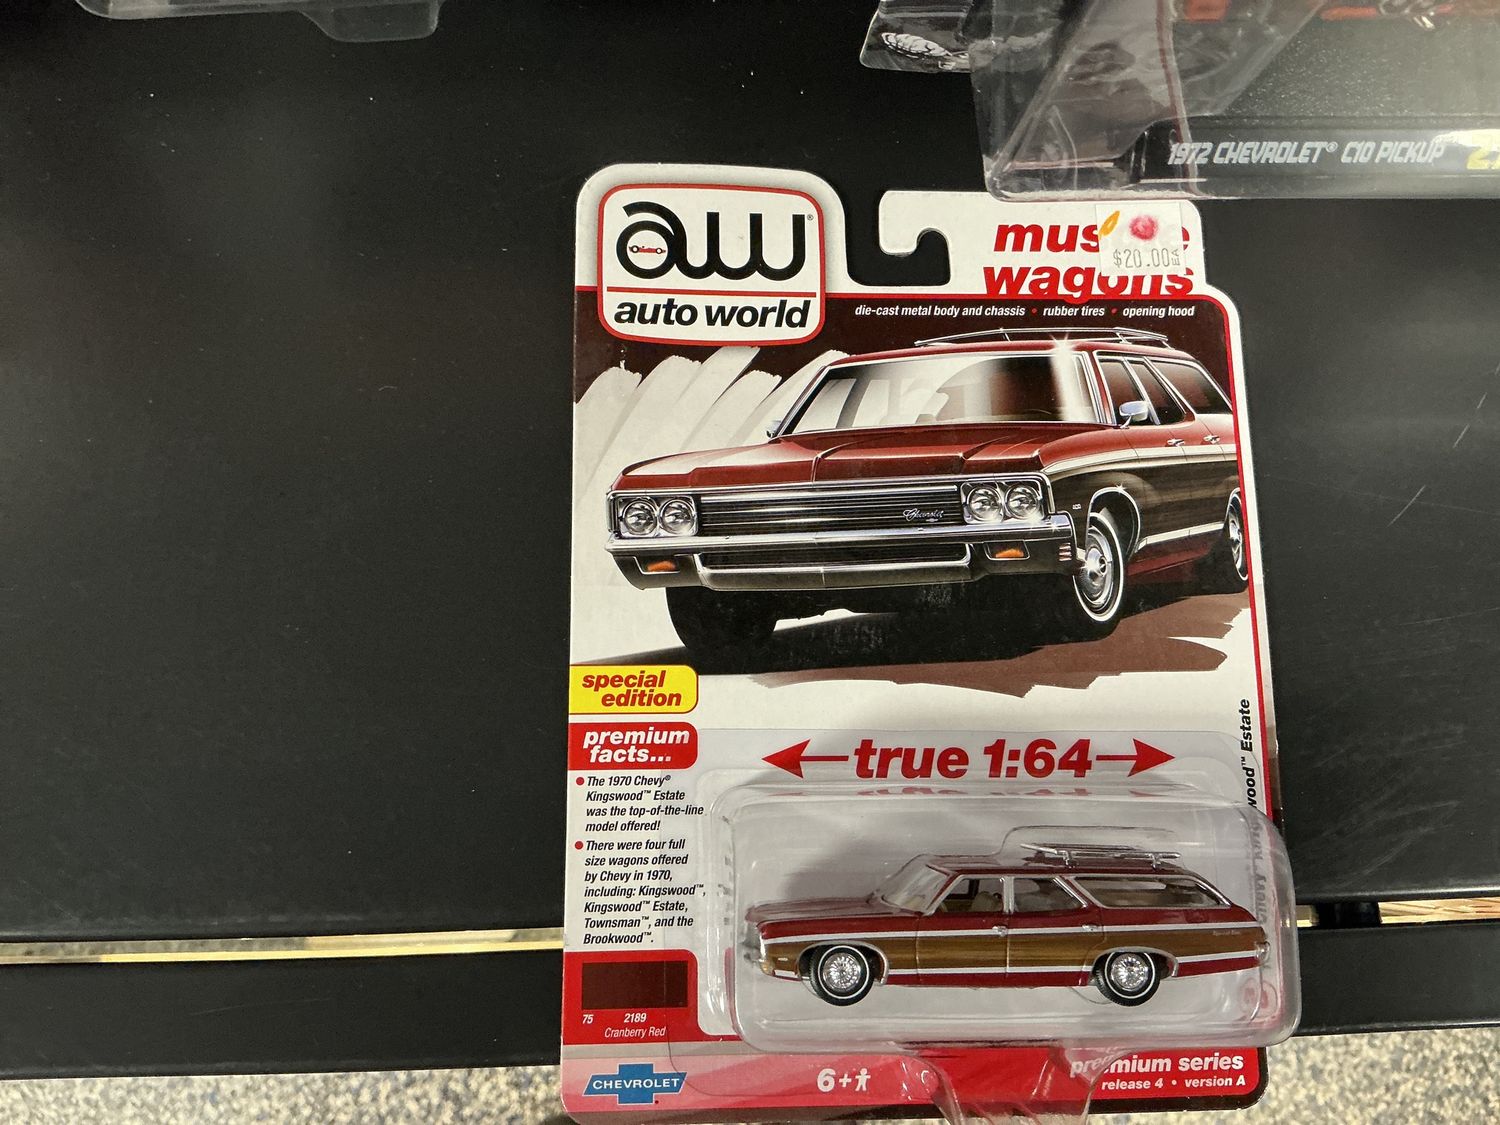 1972 CHEVROLET® C10 PICKUP
aw®
auto world
wagons
$20.00 EA
die-cast metal body and chassis • rubber tires • opening hood
Chevrolet
400
special
edition
premium
facts...
• The 1970 Chevy®
Kingswood™ Estate
was the top-of-the-line
model offered!
• There were four full
size wagons offered
by Chevy in 1970,
including: Kingswood™,
Kingswood™ Estate,
Townsman™, and the
Brookwood™.
true 1:64
wood™ Estate
75 2189
Cranberry Red
CHEVROLET
6+
premium series
release 4 • version A